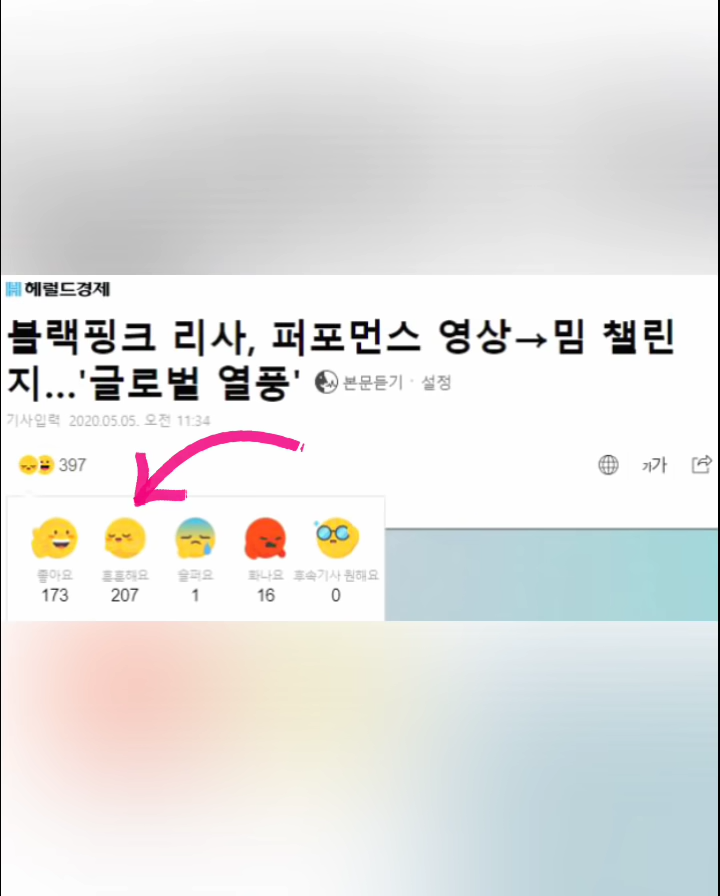 헤럴드경제
블랙핑크 리사, 퍼포먼스 영상→밈 챌린
지...'글로벌 열풍' 본문듣기 · 설정
기사입력 2020.05.05. 오전 11:34
397 가가
좋아요 훈훈해요 슬퍼요 화나요 후속기사 원해요
173 207 1 16 0